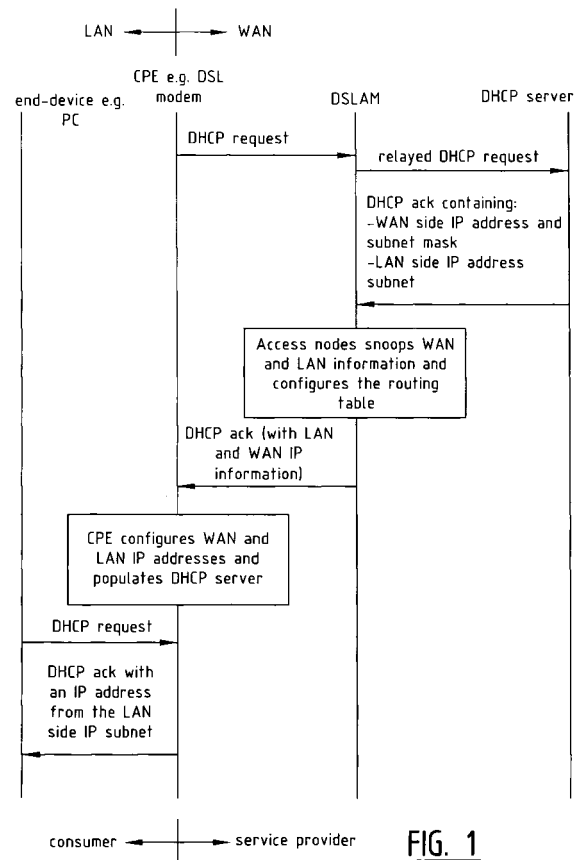 LAN
WAN
end-device e.g.
PC
CPE e.g. DSL
modem
DSLAM
DHCP server
DHCP request
relayed DHCP request
DHCP ack containing:
-WAN side IP address and
subnet mask
-LAN side IP address
subnet
Access nodes snoops WAN
and LAN information and
configures the routing
table
DHCP ack (with LAN
and WAN IP
information)
CPE configures WAN and
LAN IP addresses and
populates DHCP server
DHCP request
DHCP ack with
an IP address
from the LAN
side IP subnet
consumer
service provider
FIG. 1